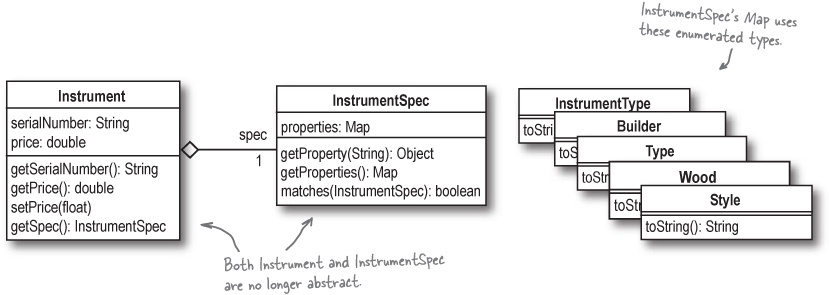 InstrumentSpec's Map uses
these enumerated types.
Instrument
serialNumber: String
price: double
getSerialNumber(): String
getPrice(): double
setPrice(float)
getSpec(): InstrumentSpec
spec
1
InstrumentSpec
properties: Map
getProperty(String): Object
getProperties(): Map
matches(InstrumentSpec): boolean
InstrumentType
toStri
Builder
toS
Type
toStr
Wood
toStr
Style
toString(): String
Both Instrument and InstrumentSpec
are no longer abstract.